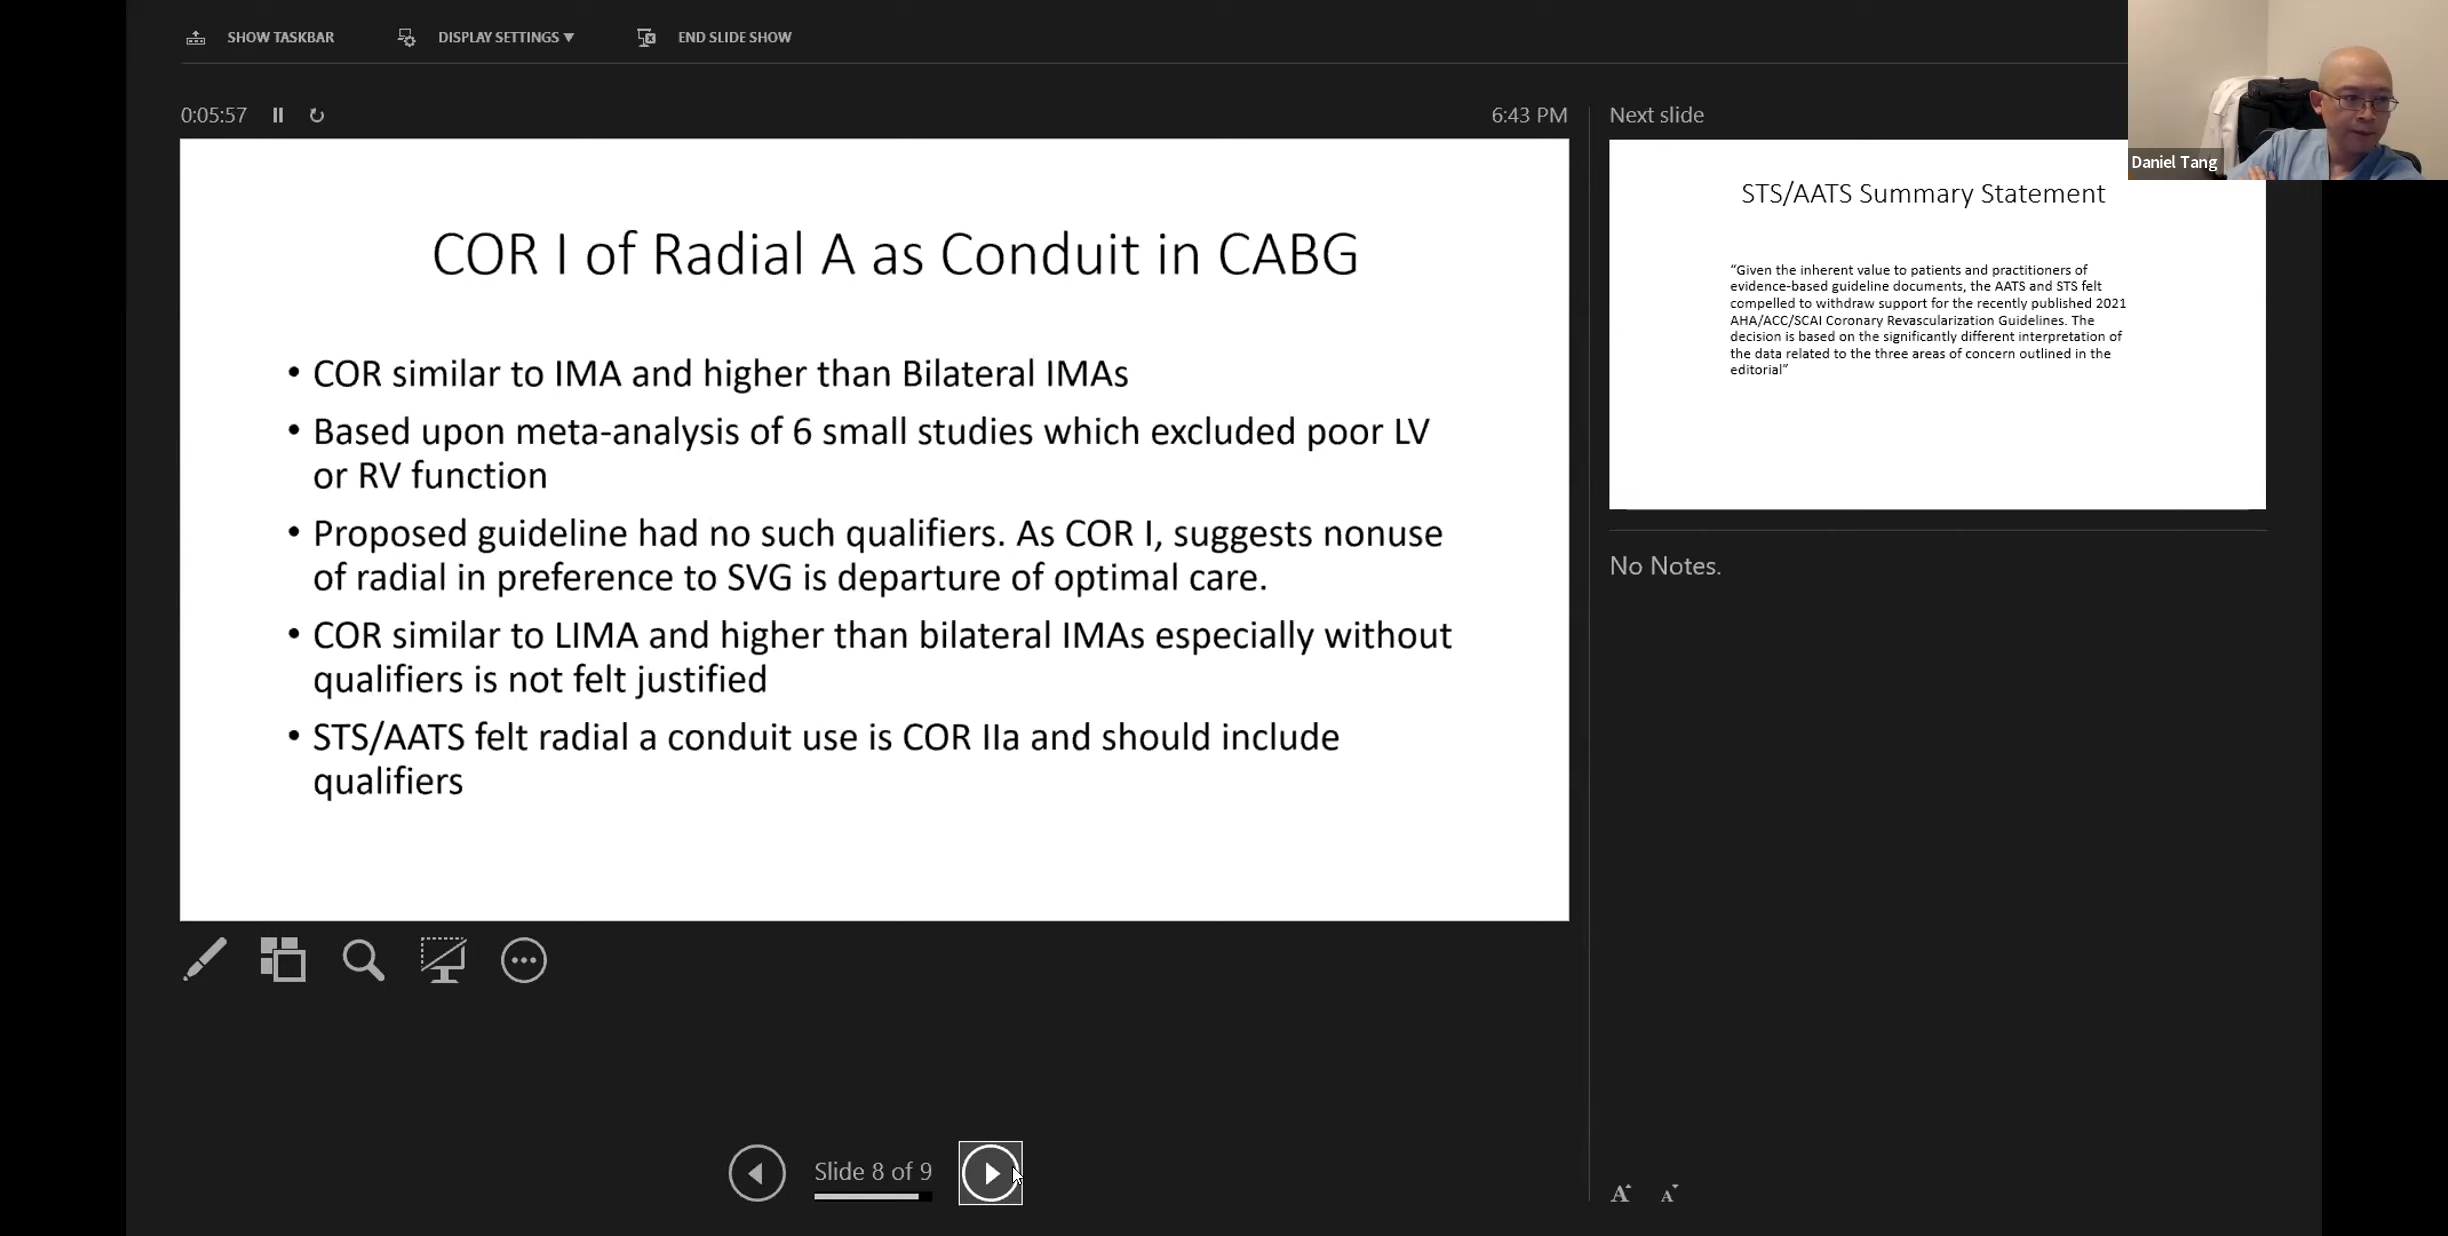 SHOW TASKBAR
DISPLAY SETTINGS ▼
END SLIDE SHOW
0:05:57
6:43 PM
Next slide
Daniel Tang
COR I of Radial A as Conduit in CABG
• COR similar to IMA and higher than Bilateral IMAs
• Based upon meta-analysis of 6 small studies which excluded poor LV
or RV function
• Proposed guideline had no such qualifiers. As COR I, suggests nonuse
of radial in preference to SVG is departure of optimal care.
• COR similar to LIMA and higher than bilateral IMAs especially without
qualifiers is not felt justified
• STS/AATS felt radial a conduit use is COR IIa and should include
qualifiers
STS/AATS Summary Statement
“Given the inherent value to patients and practitioners of
evidence-based guideline documents, the AATS and STS felt
compelled to withdraw support for the recently published 2021
AHA/ACC/SCAI Coronary Revascularization Guidelines. The
decision is based on the significantly different interpretation of
the data related to the three areas of concern outlined in the
editorial”
No Notes.
Slide 8 of 9
A A